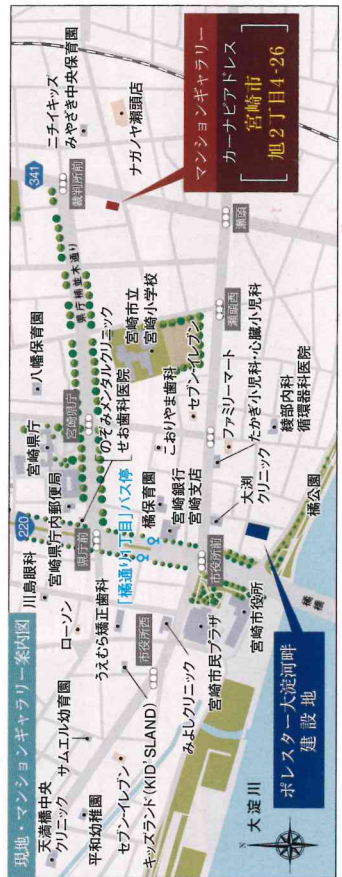 現地・マンションギャラリー案内図
天満橋中央
クリニック
サムエル幼稚園
平和幼稚園
セブン-イレブン
キッズランド(KID'SLAND)
ローソン
川島眼科
220
宮崎県庁内郵便局
宮崎県庁
八幡保育園
341
ニチイキッズ
みやざき中央保育園
県庁前
宮崎県庁
県庁楠並木通り
裁判所前
ナガノヤ瀬頭店
うえむら矯正歯科
「橘通り1丁目」バス停
のぞみメンタルクリニック
せお歯科医院
宮崎市立
宮崎小学校
橘保育園
こおりやま歯科
セブン-イレブン
宮崎銀行
宮崎支店
市役所西
市役所前
瀬頭西
瀬頭
みよしクリニック
宮崎市民プラザ
宮崎市役所
大渕
クリニック
ファミリーマート
たかぎ小児科・心臓小児科
綾部内科
循環器科医院
橘公園
橘橋
大淀川
N
ポレスター大淀河畔
建設地
マンションギャラリー
カーナビアドレス
宮崎市
旭2丁目4-26